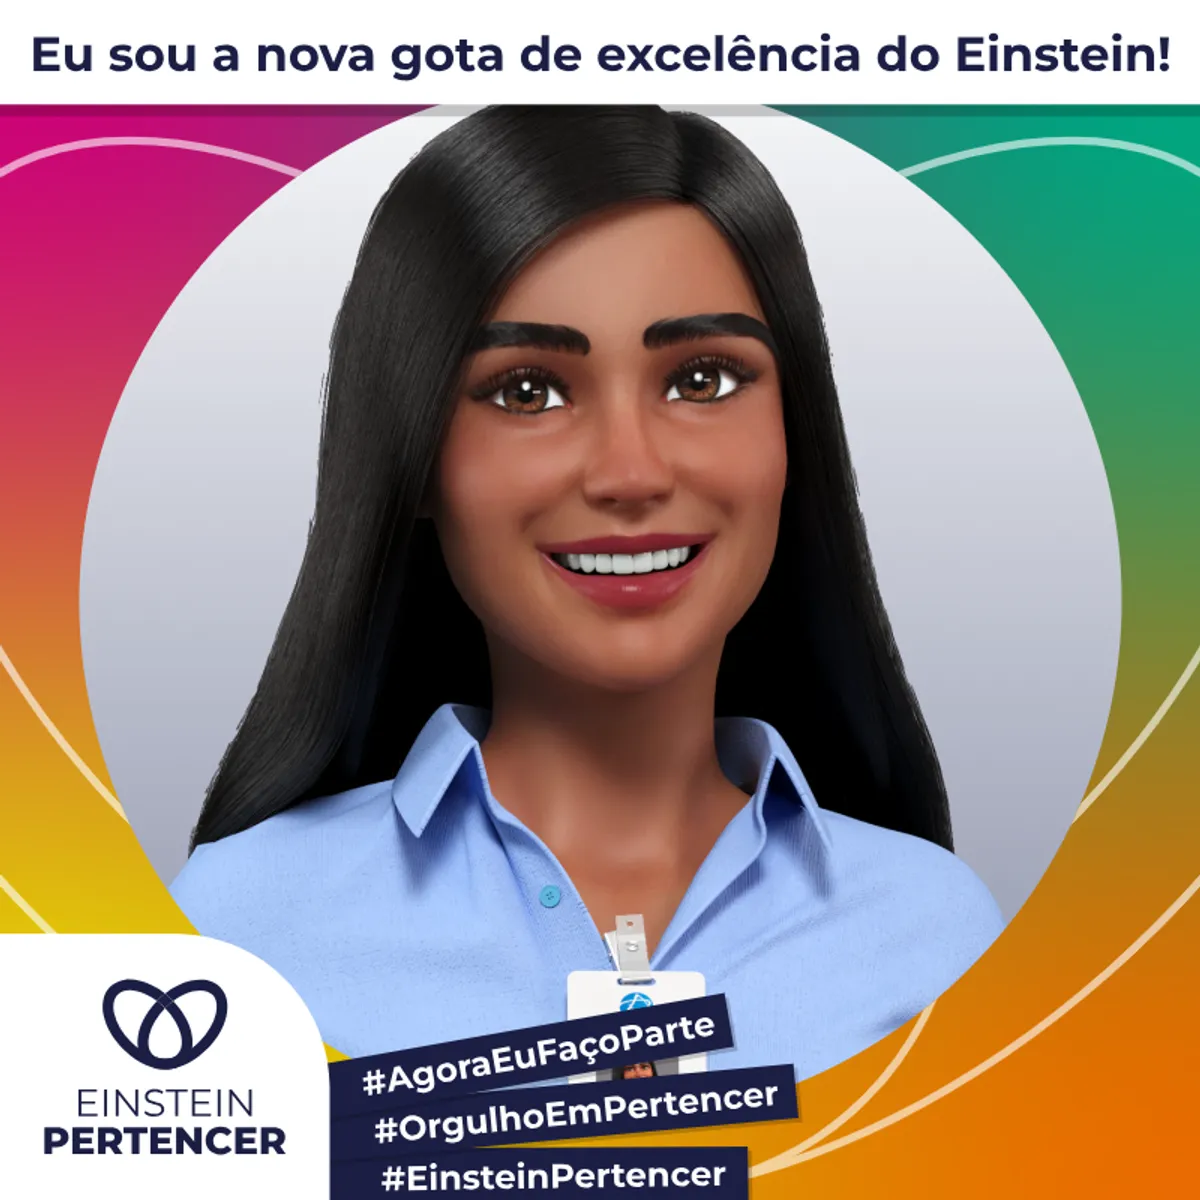 Eu sou a nova gota de excelência do Einstein!
#AgoraEuFaçoParte
#OrgulhoEmPertencer
#EinsteinPertencer
EINSTEIN
PERTENCER